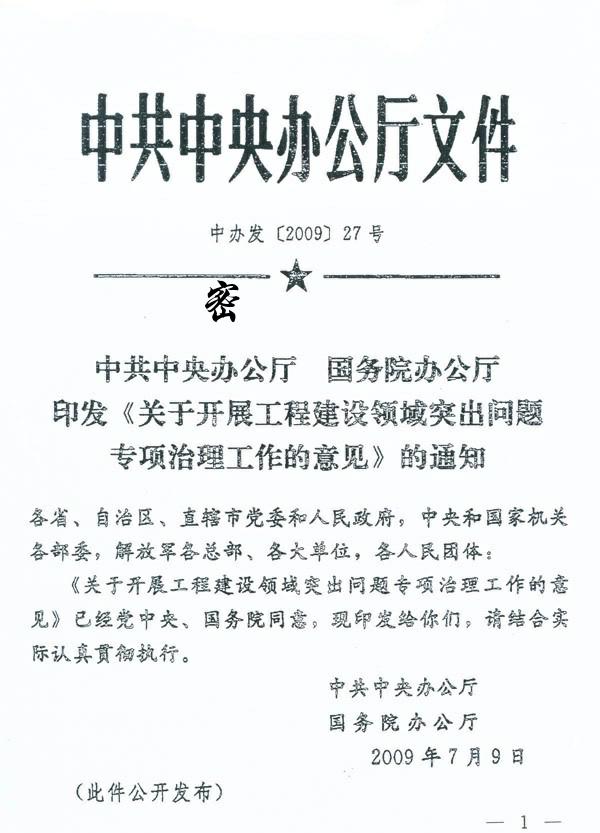 中共中央办公厅文件
中办发〔2009〕27号
密
中共中央办公厅 国务院办公厅
印发《关于开展工程建设领域突出问题
专项治理工作的意见》的通知
各省、自治区、直辖市党委和人民政府，中央和国家机关
各部委，解放军各总部、各大单位，各人民团体：
《关于开展工程建设领域突出问题专项治理工作的意
见》已经党中央、国务院同意，现印发给你们，请结合实
际认真贯彻执行。
中共中央办公厅
国务院办公厅
2009年7月9日
（此件公开发布）
— 1 —